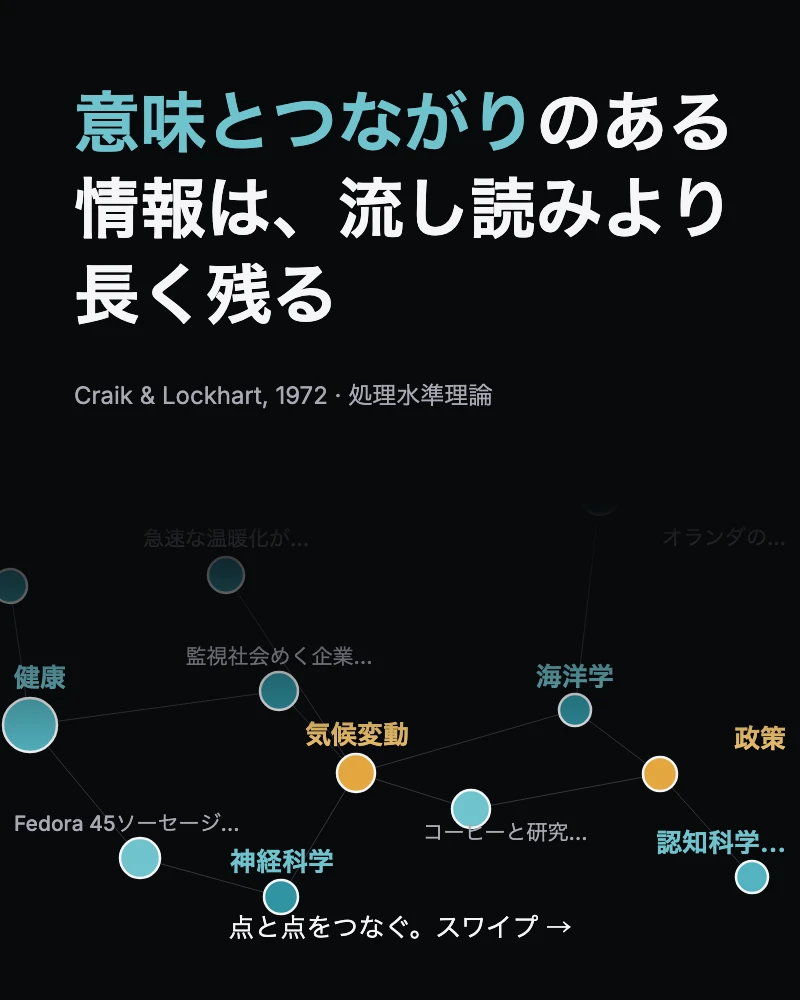 意味とつながりのある
情報は、流し読みより
長く残る
Craik & Lockhart, 1972 · 処理水準理論
急速な温暖化が…
オランダの…
監視社会めく企業…
健康
海洋学
気候変動
政策
Fedora 45ソーセージ…
コーヒーと研究…
認知科学…
神経科学
点と点をつなぐ。スワイプ →